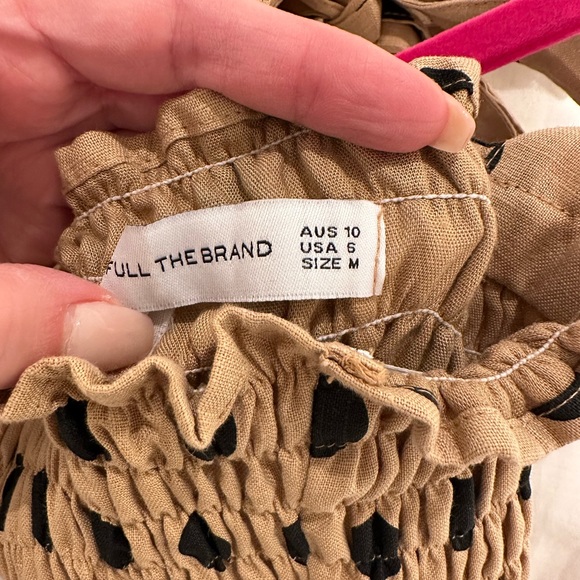 FULL THE BRAND
AUS 10
USA 6
SIZE M